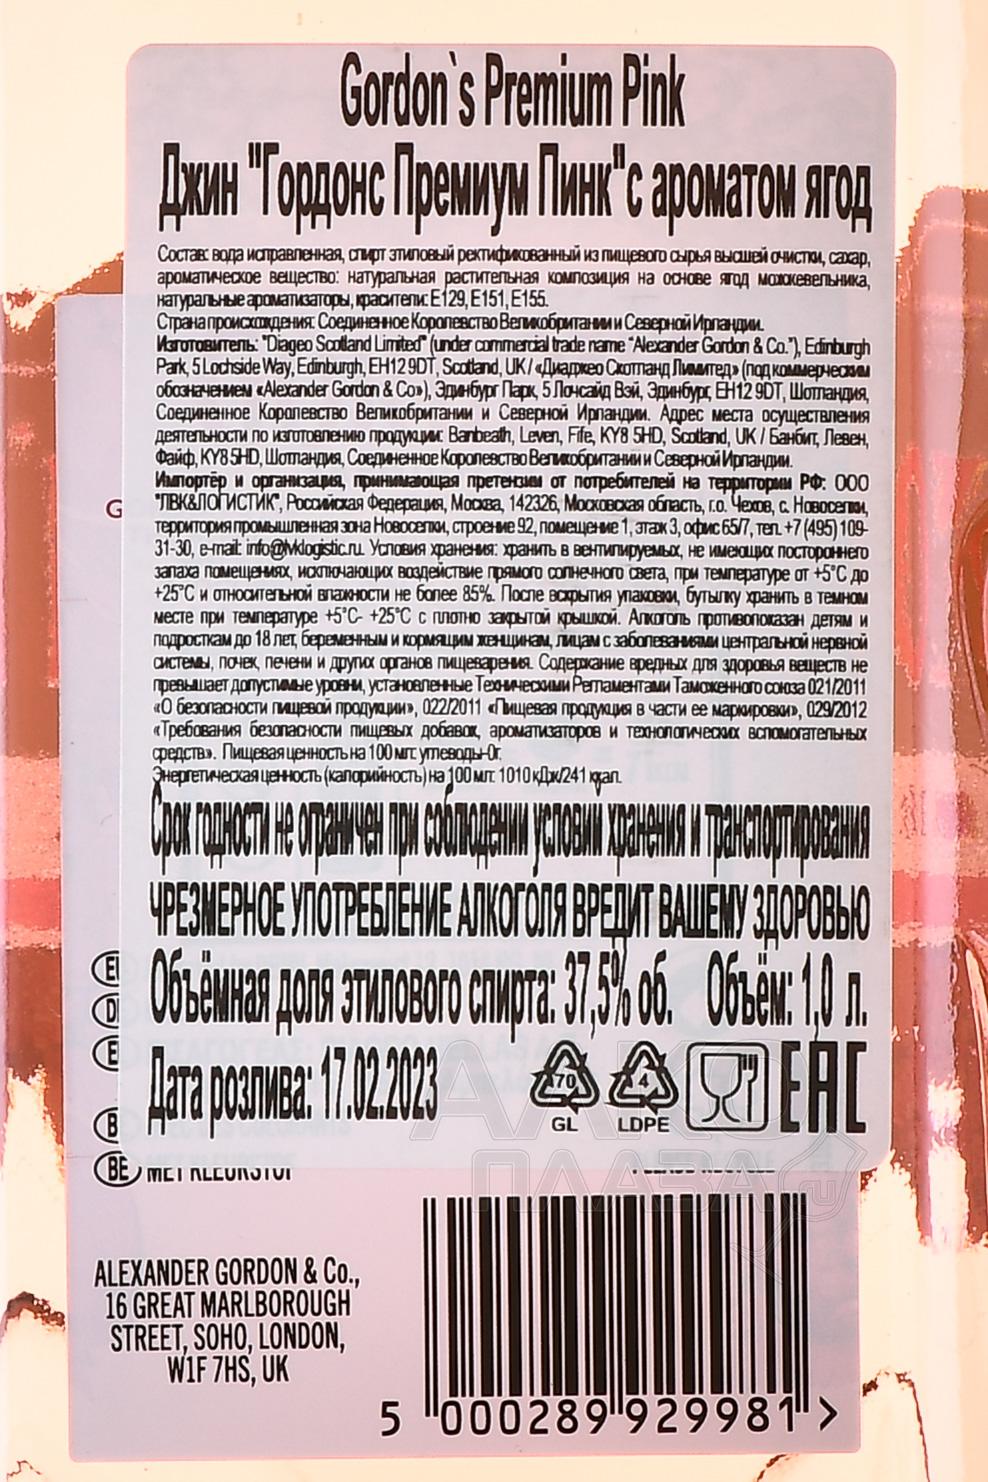 Gordon`s Premium Pink
Джин "Гордонс Премиум Пинк"с ароматом ягод
Состав: вода исправленная, спирт этиловый ректификованный из пищевого сырья высшей очистки, сахар,
ароматическое вещество: натуральная растительная композиция на основе ягод можжевельника,
натуральные ароматизаторы, красители: E129, E151, E155.
Страна происхождения: Соединенное Королевство Великобритании и Северной Ирландии.
Изготовитель: "Diageo Scotland Limited" (under commercial trade name "Alexander Gordon & Co."), Edinburgh
Park, 5 Lochside Way, Edinburgh, EH12 9DT, Scotland, UK / «Диаджео Скотланд Лимитед» (под коммерческим
обозначением «Alexander Gordon & Co»), Эдинбург Парк, 5 Лочсайд Вэй, Эдинбург, EH12 9DT, Шотландия,
Соединенное Королевство Великобритании и Северной Ирландии. Адрес места осуществления
деятельности по изготовлению продукции: Banbeath, Leven, Fife, KY8 5HD, Scotland, UK / Банбит, Левен,
Файф, KY8 5HD, Шотландия, Соединенное Королевство Великобритании и Северной Ирландии.
Импортёр и организация, принимающая претензии от потребителей на территории РФ: ООО
"ЛВК&ЛОГИСТИК", Российская Федерация, Москва, 142326, Московская область, г.о. Чехов, с. Новоселки,
территория промышленная зона Новоселки, строение 92, помещение 1, этаж 3, офис 65/7, тел. +7 (495) 109-
31-30, e-mail: info@lvklogistic.ru. Условия хранения: хранить в вентилируемых, не имеющих постороннего
запаха помещениях, исключающих воздействие прямого солнечного света, при температуре от +5°C до
+25°C и относительной влажности не более 85%. После вскрытия упаковки, бутылку хранить в темном
месте при температуре +5°C- +25°C с плотно закрытой крышкой. Алкоголь противопоказан детям и
подросткам до 18 лет, беременным и кормящим женщинам, лицам с заболеваниями центральной нервной
системы, почек, печени и других органов пищеварения. Содержание вредных для здоровья веществ не
превышает допустимые уровни, установленные Техническими Регламентами Таможенного союза 021/2011
«О безопасности пищевой продукции», 022/2011 «Пищевая продукция в части ее маркировки», 029/2012
«Требования безопасности пищевых добавок, ароматизаторов и технологических вспомогательных
средств». Пищевая ценность на 100 мл: углеводы-0г.
Энергетическая ценность (калорийность) на 100 мл: 1010 кДж/241 ккал.
Срок годности не ограничен при соблюдении условий хранения и транспортирования
ЧРЕЗМЕРНОЕ УПОТРЕБЛЕНИЕ АЛКОГОЛЯ ВРЕДИТ ВАШЕМУ ЗДОРОВЬЮ
Объёмная доля этилового спирта: 37,5% об. Объём: 1,0 л.
Дата розлива: 17.02.2023
70 GL
4 LDPE
EAC
BE MET KLEURSTOF
PLEASE RECYCLE
АЛКО
ПЛАЗА
ru
ALEXANDER GORDON & Co.,
16 GREAT MARLBOROUGH
STREET, SOHO, LONDON,
W1F 7HS, UK
5 000289 929981 >